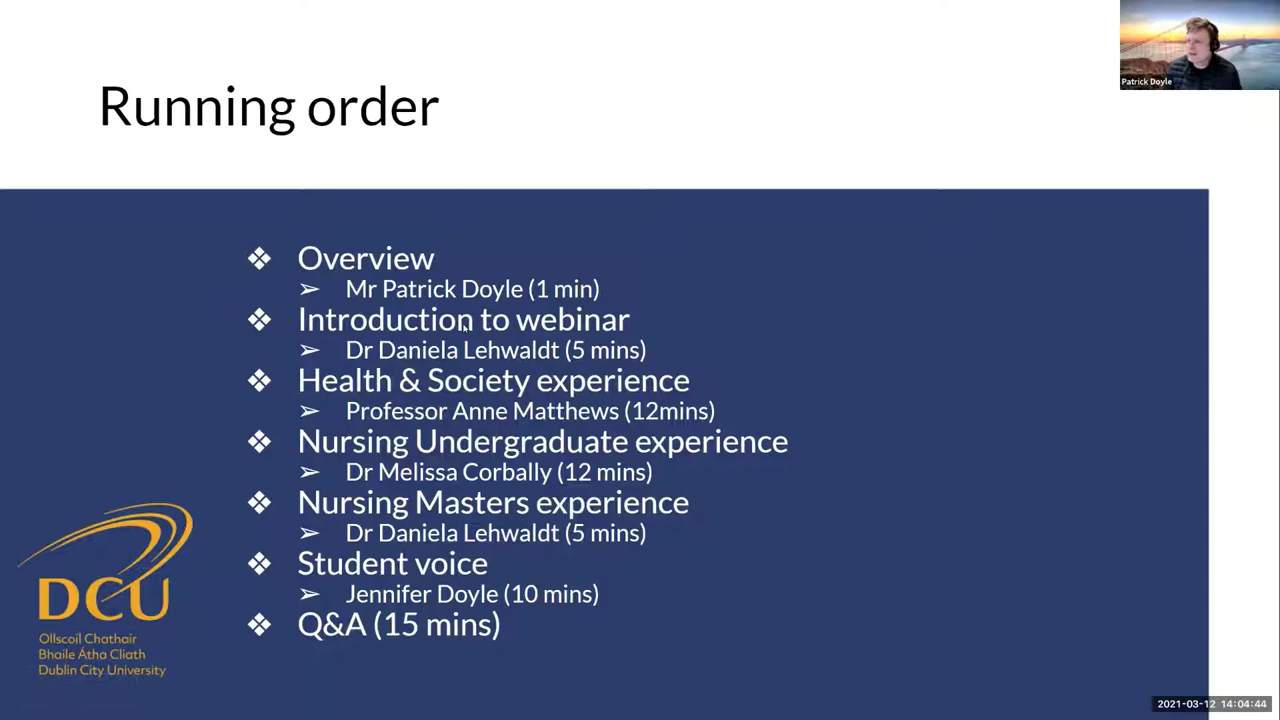 Patrick Doyle
Running order
❖ Overview
➢ Mr Patrick Doyle (1 min)
❖ Introduction to webinar
➢ Dr Daniela Lehwaldt (5 mins)
❖ Health & Society experience
➢ Professor Anne Matthews (12mins)
❖ Nursing Undergraduate experience
➢ Dr Melissa Corbally (12 mins)
❖ Nursing Masters experience
➢ Dr Daniela Lehwaldt (5 mins)
❖ Student voice
➢ Jennifer Doyle (10 mins)
❖ Q&A (15 mins)
DCU
Ollscoil Chathair
Bhaile Átha Cliath
Dublin City University
2021-03-12 14:04:44